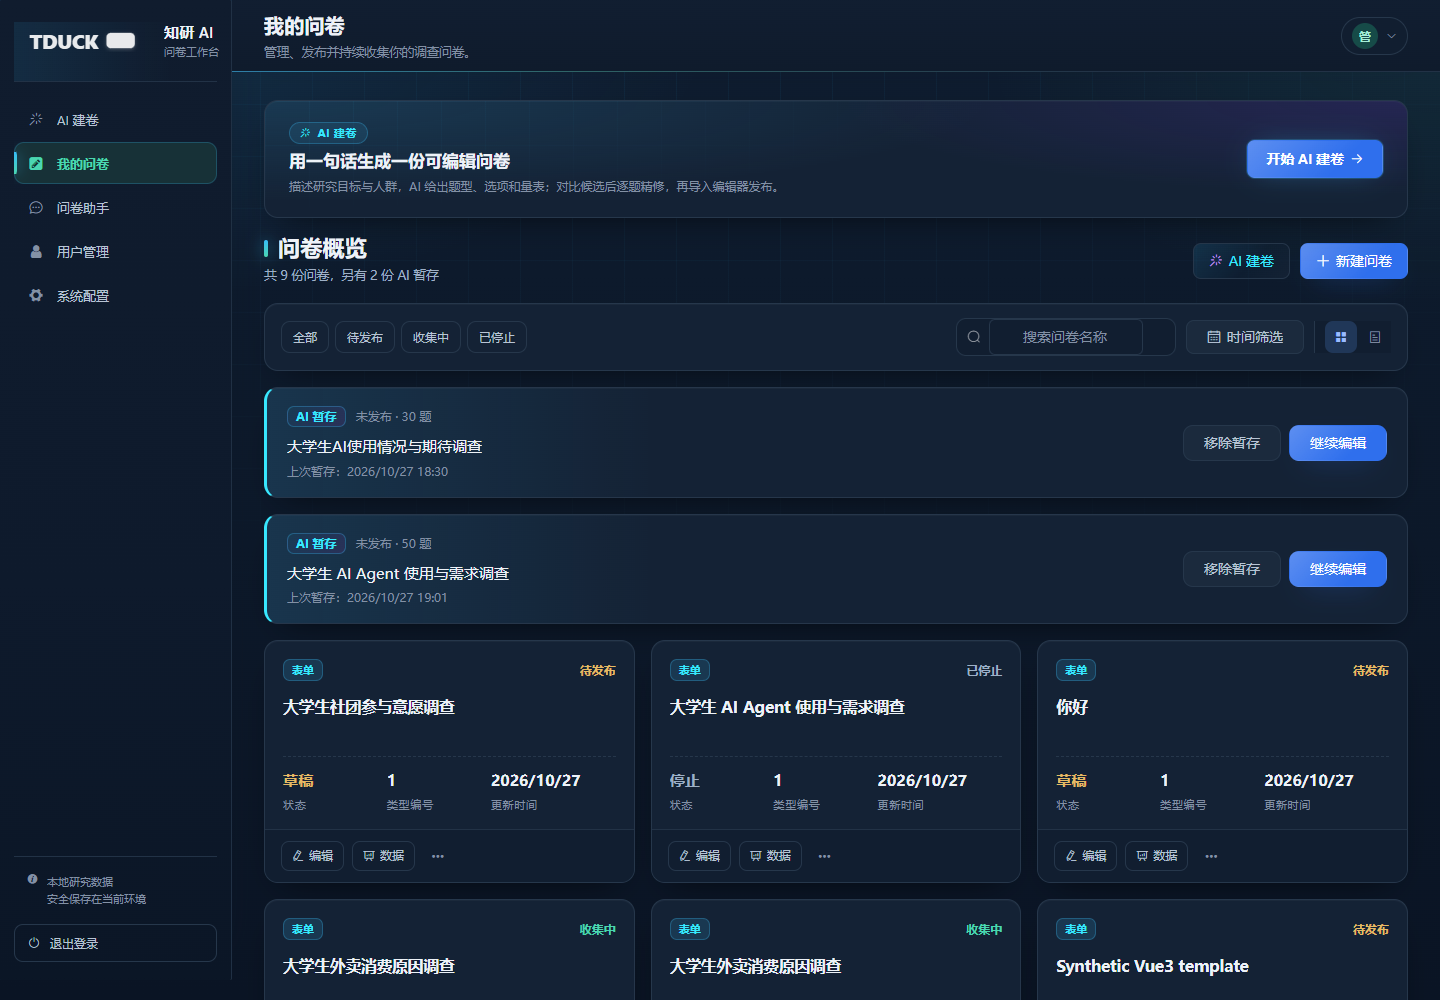 TDUCK
知研 AI
问卷工作台
AI 建卷
我的问卷
问卷助手
用户管理
系统配置
本地研究数据
安全保存在当前环境
退出登录
我的问卷
管理、发布并持续收集你的调查问卷。
管
AI 建卷
用一句话生成一份可编辑问卷
描述研究目标与人群，AI 给出题型、选项和量表；对比候选后逐题精修，再导入编辑器发布。
开始 AI 建卷
问卷概览
共 9 份问卷，另有 2 份 AI 暂存
AI 建卷
新建问卷
全部 待发布 收集中 已停止
搜索问卷名称
时间筛选
AI 暂存 未发布 · 30 题
大学生AI使用情况与期待调查
上次暂存：2026/10/27 18:30
移除暂存
继续编辑
AI 暂存 未发布 · 50 题
大学生 AI Agent 使用与需求调查
上次暂存：2026/10/27 19:01
移除暂存
继续编辑
表单 待发布
大学生社团参与意愿调查
草稿 1 2026/10/27
状态 类型编号 更新时间
编辑 数据
表单 已停止
大学生 AI Agent 使用与需求调查
停止 1 2026/10/27
状态 类型编号 更新时间
编辑 数据
表单 待发布
你好
草稿 1 2026/10/27
状态 类型编号 更新时间
编辑 数据
表单 收集中
大学生外卖消费原因调查
表单 收集中
大学生外卖消费原因调查
表单 待发布
Synthetic Vue3 template